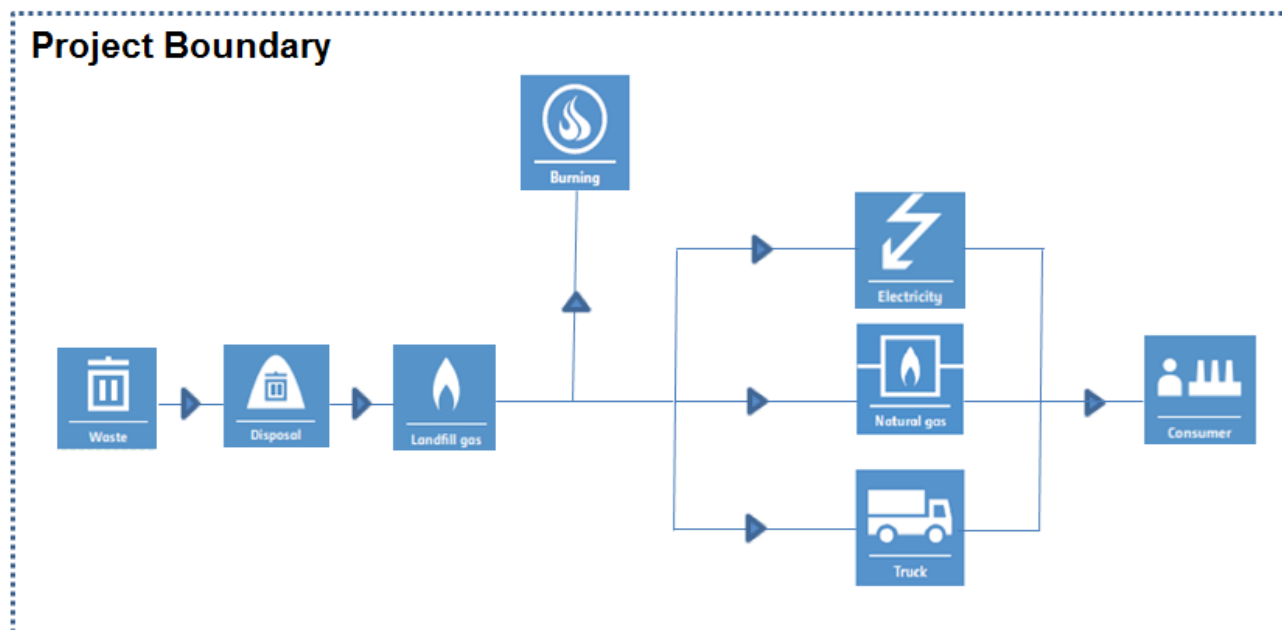 Project Boundary
Burning
Electricity
Waste
Disposal
Landfill gas
Natural gas
Consumer
Truck